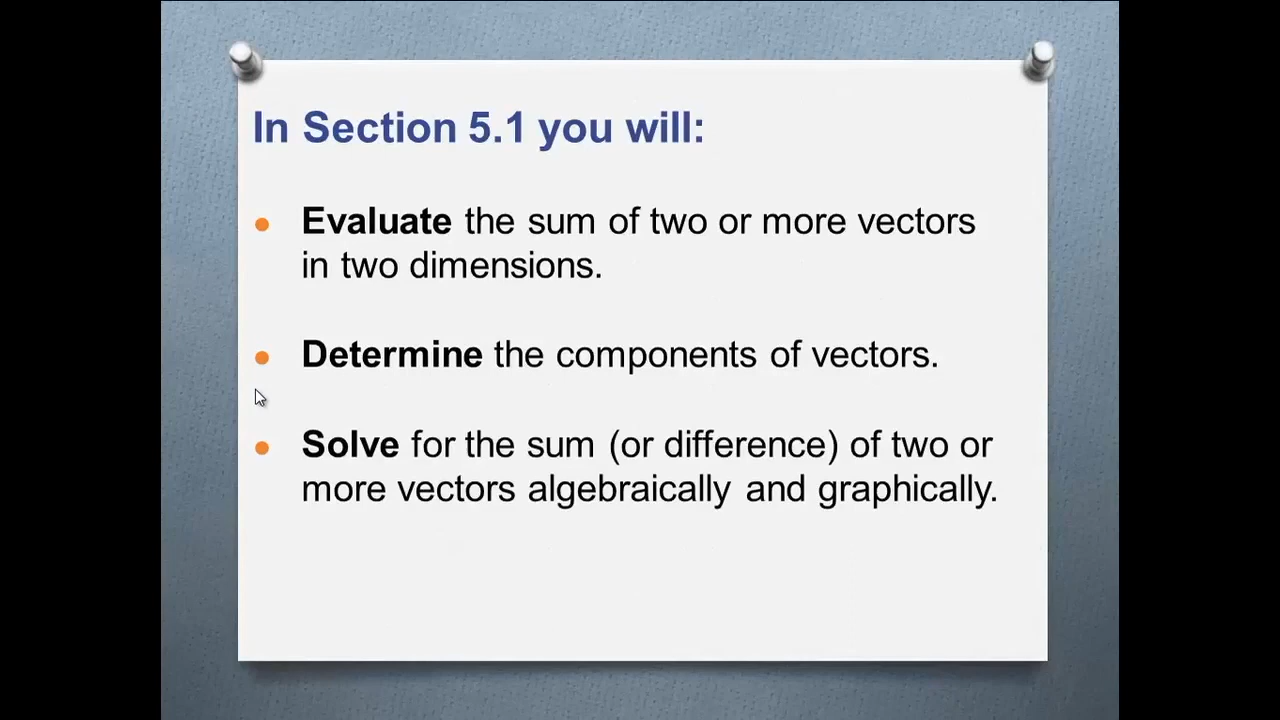 In Section 5.1 you will:
• Evaluate the sum of two or more vectors
in two dimensions.
• Determine the components of vectors.
• Solve for the sum (or difference) of two or
more vectors algebraically and graphically.